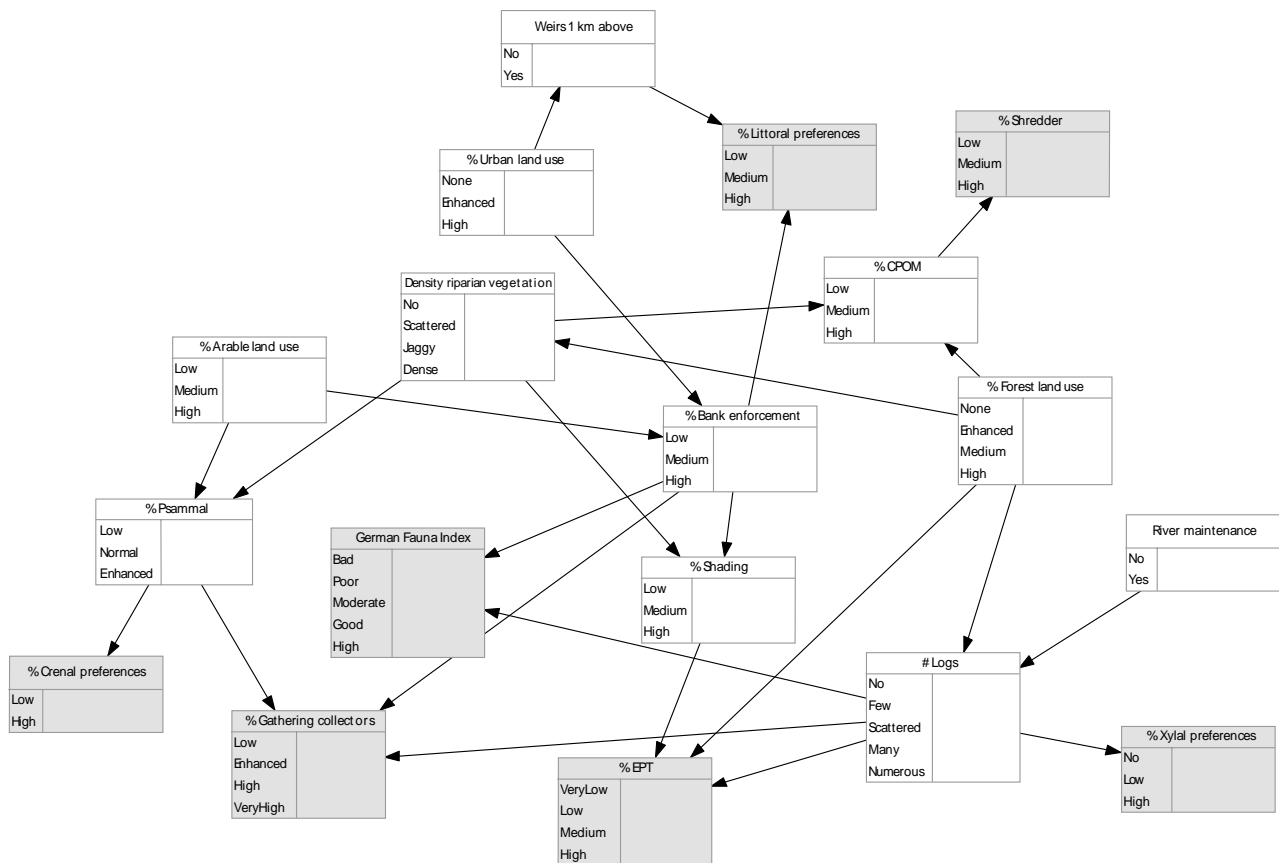 Weirs 1 km above
No
Yes
% Littoral preferences
Low
Medium
High
% Shredder
Low
Medium
High
% Urban land use
None
Enhanced
High
% CPOM
Low
Medium
High
Density riparian vegetation
No
Scattered
Jaggy
Dense
% Arable land use
Low
Medium
High
% Forest land use
None
Enhanced
Medium
High
% Bank enforcement
Low
Medium
High
% Psammal
Low
Normal
Enhanced
German Fauna Index
Bad
Poor
Moderate
Good
High
River maintenance
No
Yes
% Shading
Low
Medium
High
% Crenal preferences
Low
High
# Logs
No
Few
Scattered
Many
Numerous
% Gathering collectors
Low
Enhanced
High
VeryHigh
% Xylal preferences
No
Low
High
% EPT
VeryLow
Low
Medium
High